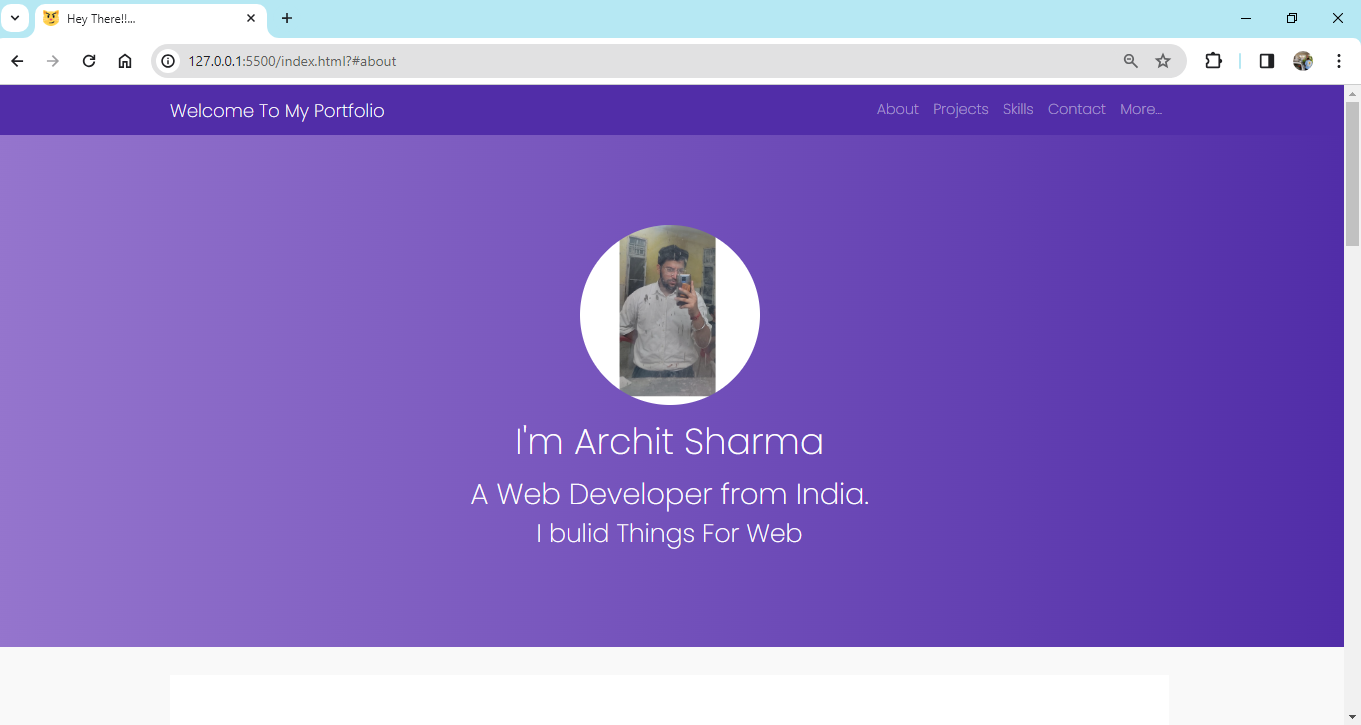 Hey There!!...
127.0.0.1:5500/index.html?#about
Welcome To My Portfolio
About Projects Skills Contact More...
I'm Archit Sharma
A Web Developer from India.
I bulid Things For Web